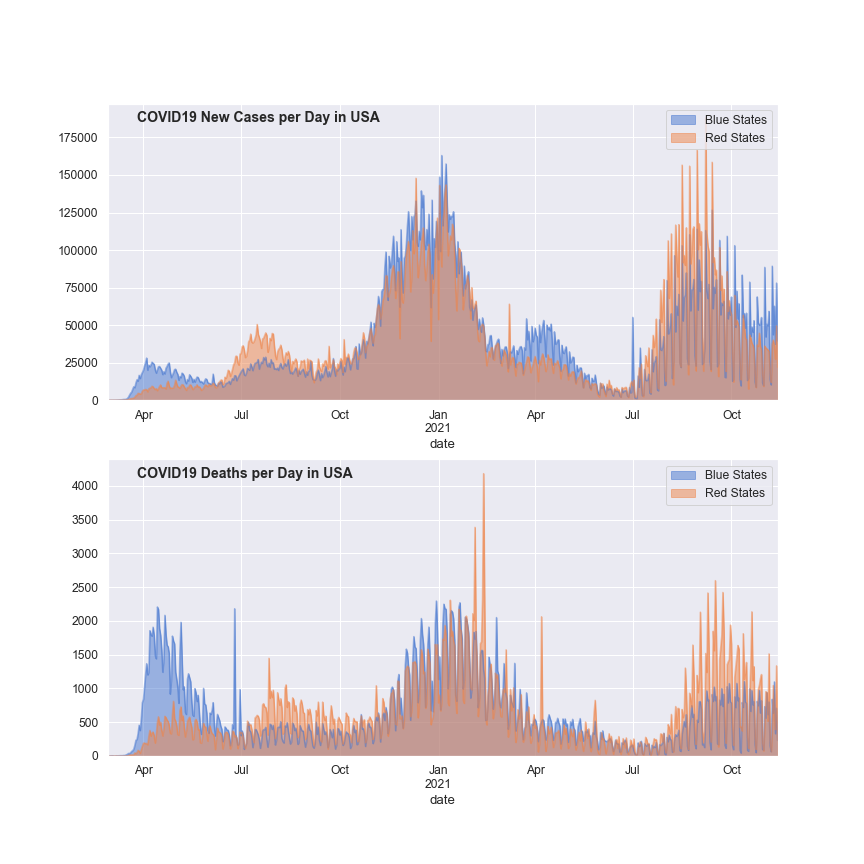 COVID19 New Cases per Day in USA
Blue States
Red States
175000
150000
125000
100000
75000
50000
25000
0
Apr Jul Oct Jan Apr Jul Oct
2021
date
COVID19 Deaths per Day in USA
Blue States
Red States
4000
3500
3000
2500
2000
1500
1000
500
0
Apr Jul Oct Jan Apr Jul Oct
2021
date